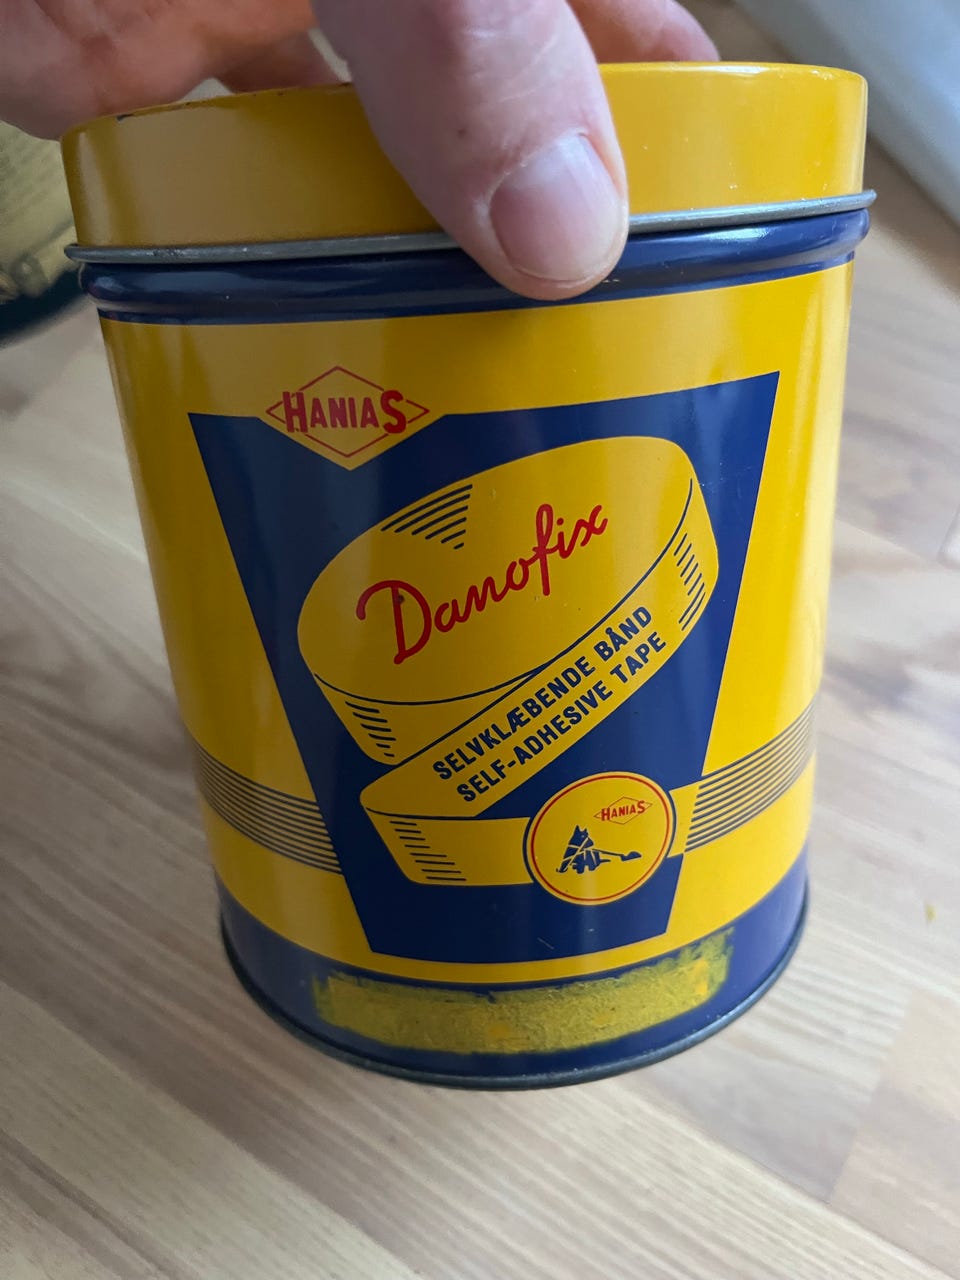 HANIAS
Danofix
SELVKLÆBENDE BÅND
SELF-ADHESIVE TAPE
HANIAS